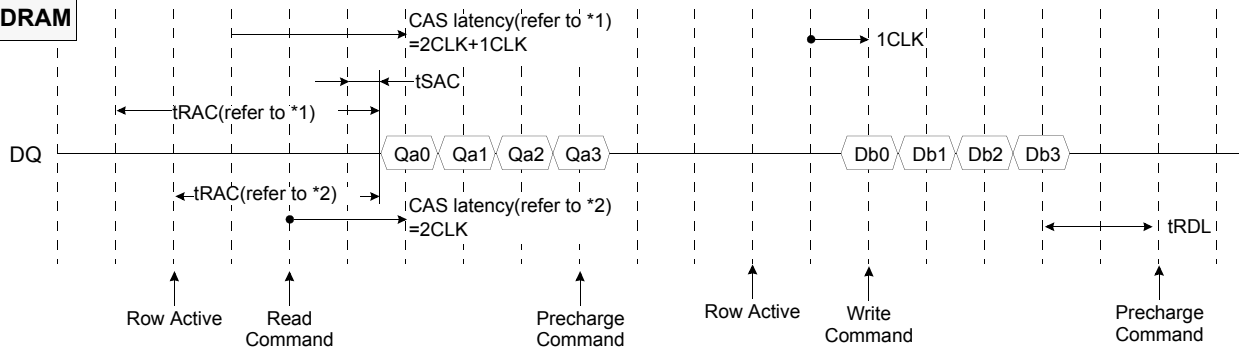 DRAM
CAS latency(refer to *1)
=2CLK+1CLK
1CLK
tSAC
tRAC(refer to *1)
DQ
Qa0 Qa1 Qa2 Qa3
Db0 Db1 Db2 Db3
tRAC(refer to *2)
CAS latency(refer to *2)
=2CLK
tRDL
Row Active
Read
Command
Precharge
Command
Row Active
Write
Command
Precharge
Command